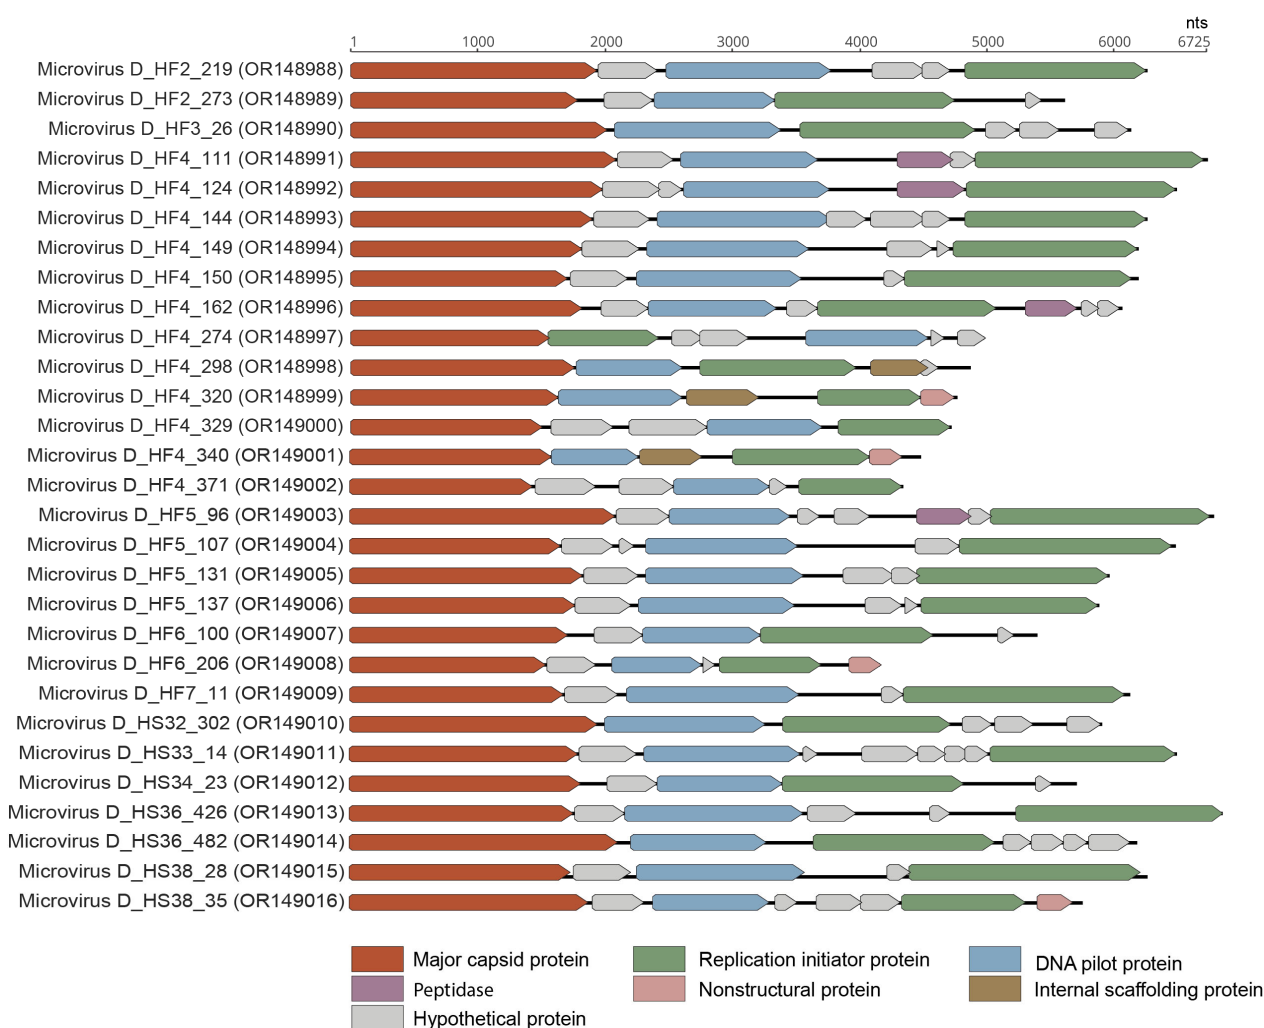 nts
1 1000 2000 3000 4000 5000 6000 6725
Microvirus D_HF2_219 (OR148988)
Microvirus D_HF2_273 (OR148989)
Microvirus D_HF3_26 (OR148990)
Microvirus D_HF4_111 (OR148991)
Microvirus D_HF4_124 (OR148992)
Microvirus D_HF4_144 (OR148993)
Microvirus D_HF4_149 (OR148994)
Microvirus D_HF4_150 (OR148995)
Microvirus D_HF4_162 (OR148996)
Microvirus D_HF4_274 (OR148997)
Microvirus D_HF4_298 (OR148998)
Microvirus D_HF4_320 (OR148999)
Microvirus D_HF4_329 (OR149000)
Microvirus D_HF4_340 (OR149001)
Microvirus D_HF4_371 (OR149002)
Microvirus D_HF5_96 (OR149003)
Microvirus D_HF5_107 (OR149004)
Microvirus D_HF5_131 (OR149005)
Microvirus D_HF5_137 (OR149006)
Microvirus D_HF6_100 (OR149007)
Microvirus D_HF6_206 (OR149008)
Microvirus D_HF7_11 (OR149009)
Microvirus D_HS32_302 (OR149010)
Microvirus D_HS33_14 (OR149011)
Microvirus D_HS34_23 (OR149012)
Microvirus D_HS36_426 (OR149013)
Microvirus D_HS36_482 (OR149014)
Microvirus D_HS38_28 (OR149015)
Microvirus D_HS38_35 (OR149016)
Major capsid protein Replication initiator protein DNA pilot protein
Peptidase Nonstructural protein Internal scaffolding protein
Hypothetical protein